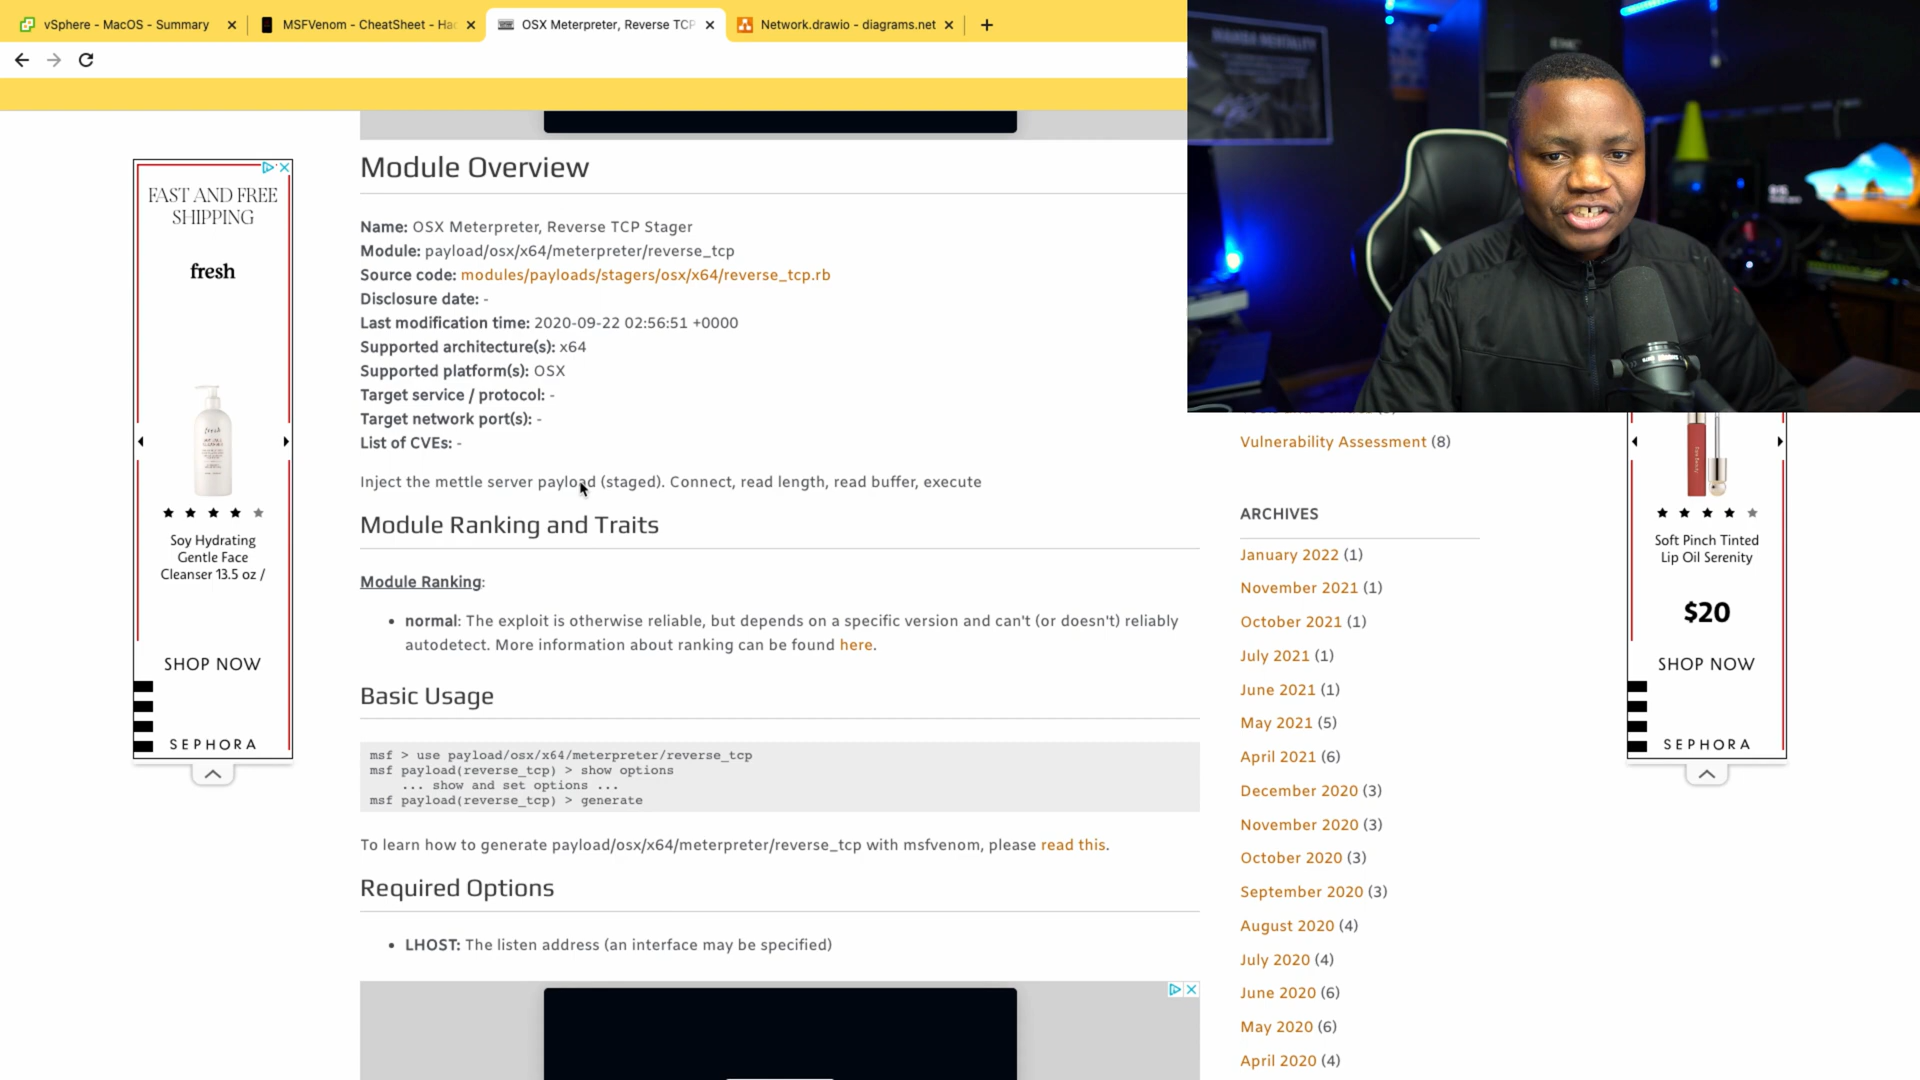 vSphere - MacOS - Summary
MSFVenom - CheatSheet - Hac
OSX Meterpreter, Reverse TCP
Network.drawio - diagrams.net
Module Overview
Name: OSX Meterpreter, Reverse TCP Stager
Module: payload/osx/x64/meterpreter/reverse_tcp
Source code: modules/payloads/stagers/osx/x64/reverse_tcp.rb
Disclosure date: -
Last modification time: 2020-09-22 02:56:51 +0000
Supported architecture(s): x64
Supported platform(s): OSX
Target service / protocol: -
Target network port(s): -
List of CVEs: -
Inject the mettle server payload (staged). Connect, read length, read buffer, execute
Module Ranking and Traits
Module Ranking:
• normal: The exploit is otherwise reliable, but depends on a specific version and can't (or doesn't) reliably
autodetect. More information about ranking can be found here.
Basic Usage
msf > use payload/osx/x64/meterpreter/reverse_tcp
msf payload(reverse_tcp) > show options
... show and set options ...
msf payload(reverse_tcp) > generate
To learn how to generate payload/osx/x64/meterpreter/reverse_tcp with msfvenom, please read this.
Required Options
• LHOST: The listen address (an interface may be specified)
FAST AND FREE
SHIPPING
fresh
fresh
Soy Hydrating
Gentle Face
Cleanser 13.5 oz /
SHOP NOW
SEPHORA
Vulnerability Assessment (8)
ARCHIVES
January 2022 (1)
November 2021 (1)
October 2021 (1)
July 2021 (1)
June 2021 (1)
May 2021 (5)
April 2021 (6)
December 2020 (3)
November 2020 (3)
October 2020 (3)
September 2020 (3)
August 2020 (4)
July 2020 (4)
June 2020 (6)
May 2020 (6)
April 2020 (4)
Soft Pinch Tinted
Lip Oil Serenity
$20
SHOP NOW
SEPHORA
MAMBA MENTALITY